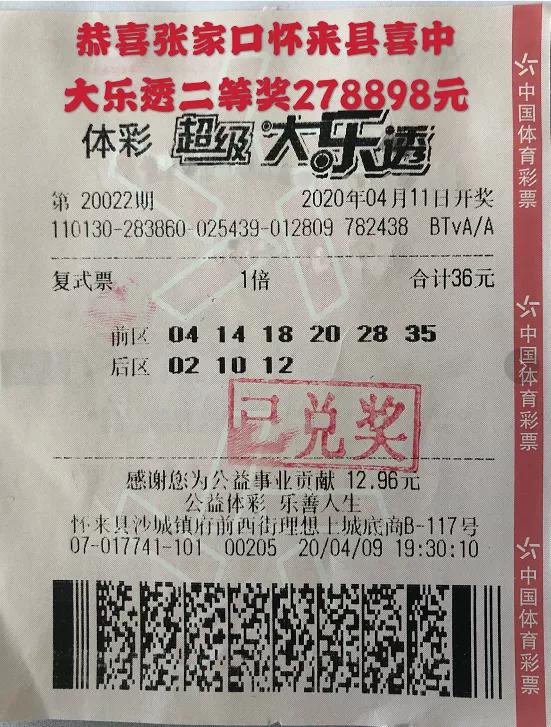 恭喜张家口怀来县喜中
大乐透二等奖278898元
体彩 超级大乐透
第 20022期 2020年04月11日开奖
110130-283860-025439-012809 782438 BTvA/A
复式票 1倍 合计36元
前区 04 14 18 20 28 35
后区 02 10 12
已兑奖
感谢您为公益事业贡献 12.96元
公益体彩 乐善人生
怀来县沙城镇府前西街理想上城底商B-117号
07-017741-101 00205 20/04/09 19:30:10
中国体育彩票
中国体育彩票
中国体育彩票